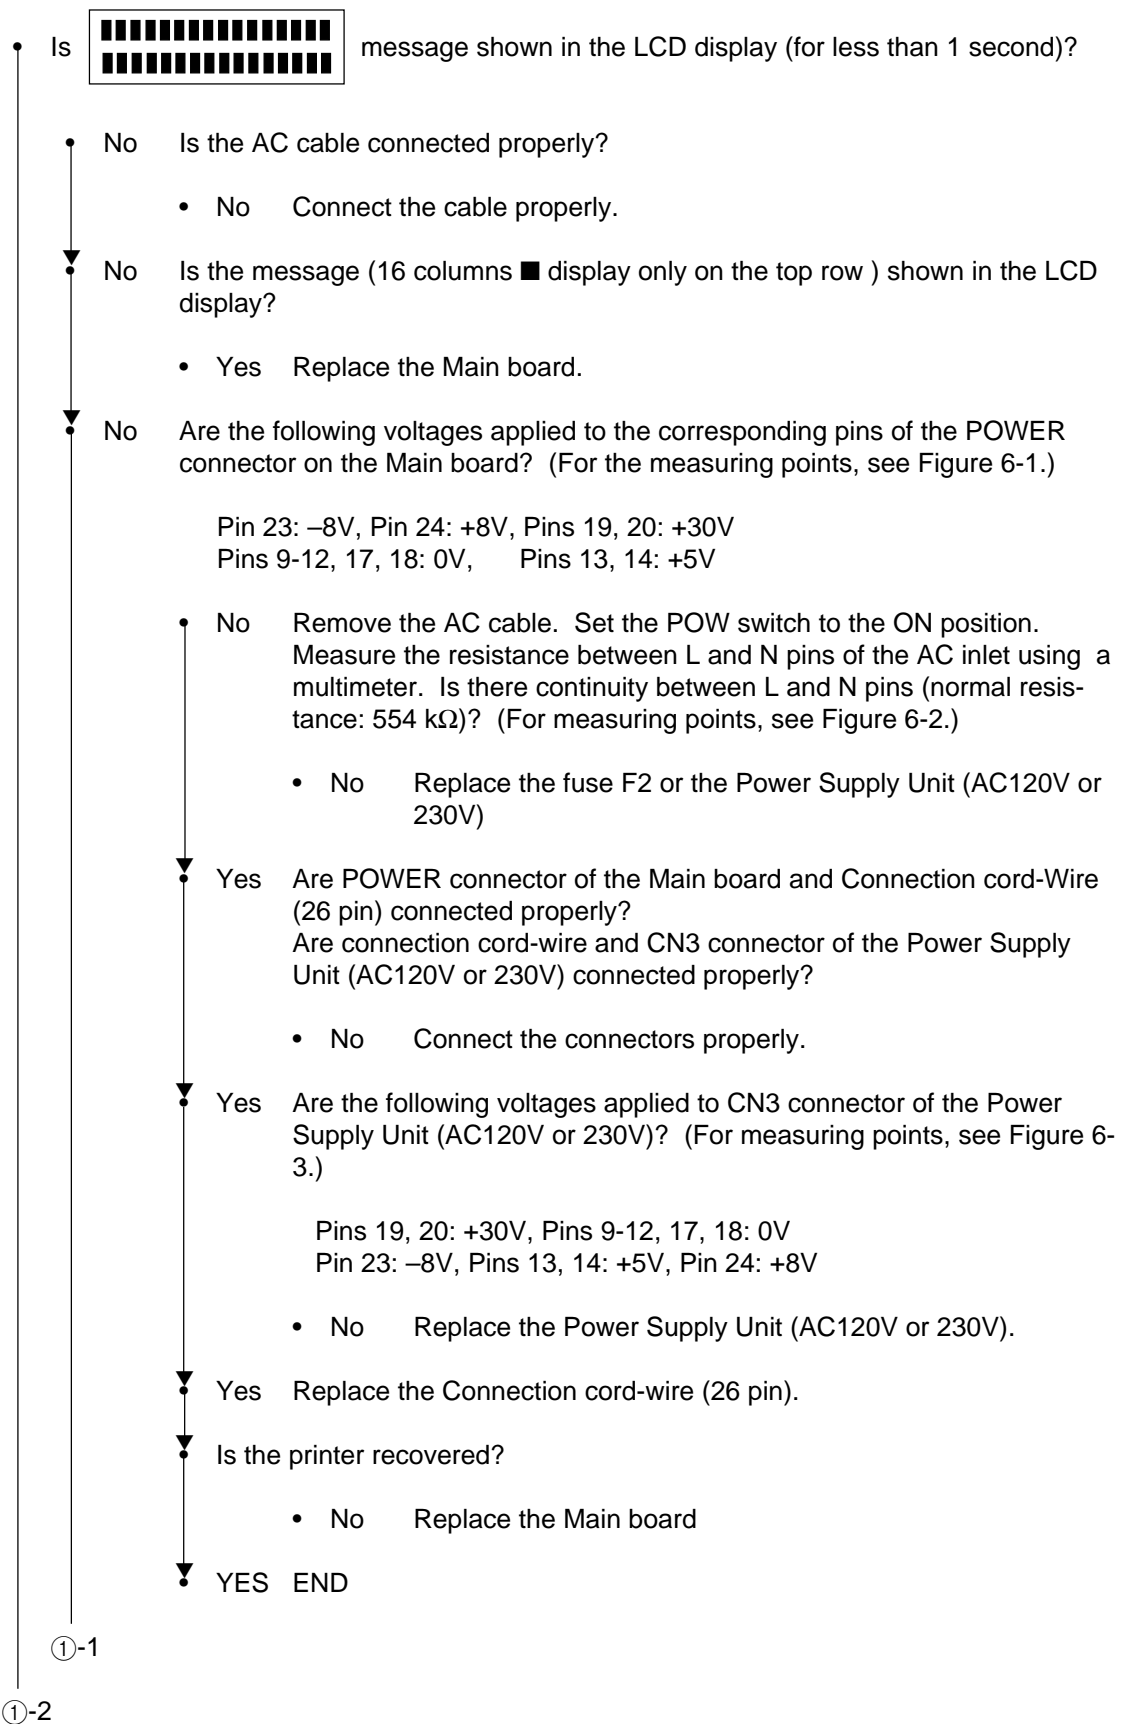 • Is ■■■■■■■■■■■■■■■■ message shown in the LCD display (for less than 1 second)?
■■■■■■■■■■■■■■■■
• No Is the AC cable connected properly?
• No Connect the cable properly.
• No Is the message (16 columns ■ display only on the top row ) shown in the LCD
display?
• Yes Replace the Main board.
• No Are the following voltages applied to the corresponding pins of the POWER
connector on the Main board? (For the measuring points, see Figure 6-1.)
Pin 23: –8V, Pin 24: +8V, Pins 19, 20: +30V
Pins 9-12, 17, 18: 0V, Pins 13, 14: +5V
• No Remove the AC cable. Set the POW switch to the ON position.
Measure the resistance between L and N pins of the AC inlet using a
multimeter. Is there continuity between L and N pins (normal resis-
tance: 554 kΩ)? (For measuring points, see Figure 6-2.)
• No Replace the fuse F2 or the Power Supply Unit (AC120V or
230V)
• Yes Are POWER connector of the Main board and Connection cord-Wire
(26 pin) connected properly?
Are connection cord-wire and CN3 connector of the Power Supply
Unit (AC120V or 230V) connected properly?
• No Connect the connectors properly.
• Yes Are the following voltages applied to CN3 connector of the Power
Supply Unit (AC120V or 230V)? (For measuring points, see Figure 6-
3.)
Pins 19, 20: +30V, Pins 9-12, 17, 18: 0V
Pin 23: –8V, Pins 13, 14: +5V, Pin 24: +8V
• No Replace the Power Supply Unit (AC120V or 230V).
• Yes Replace the Connection cord-wire (26 pin).
• Is the printer recovered?
• No Replace the Main board
• YES END
①-1
①-2